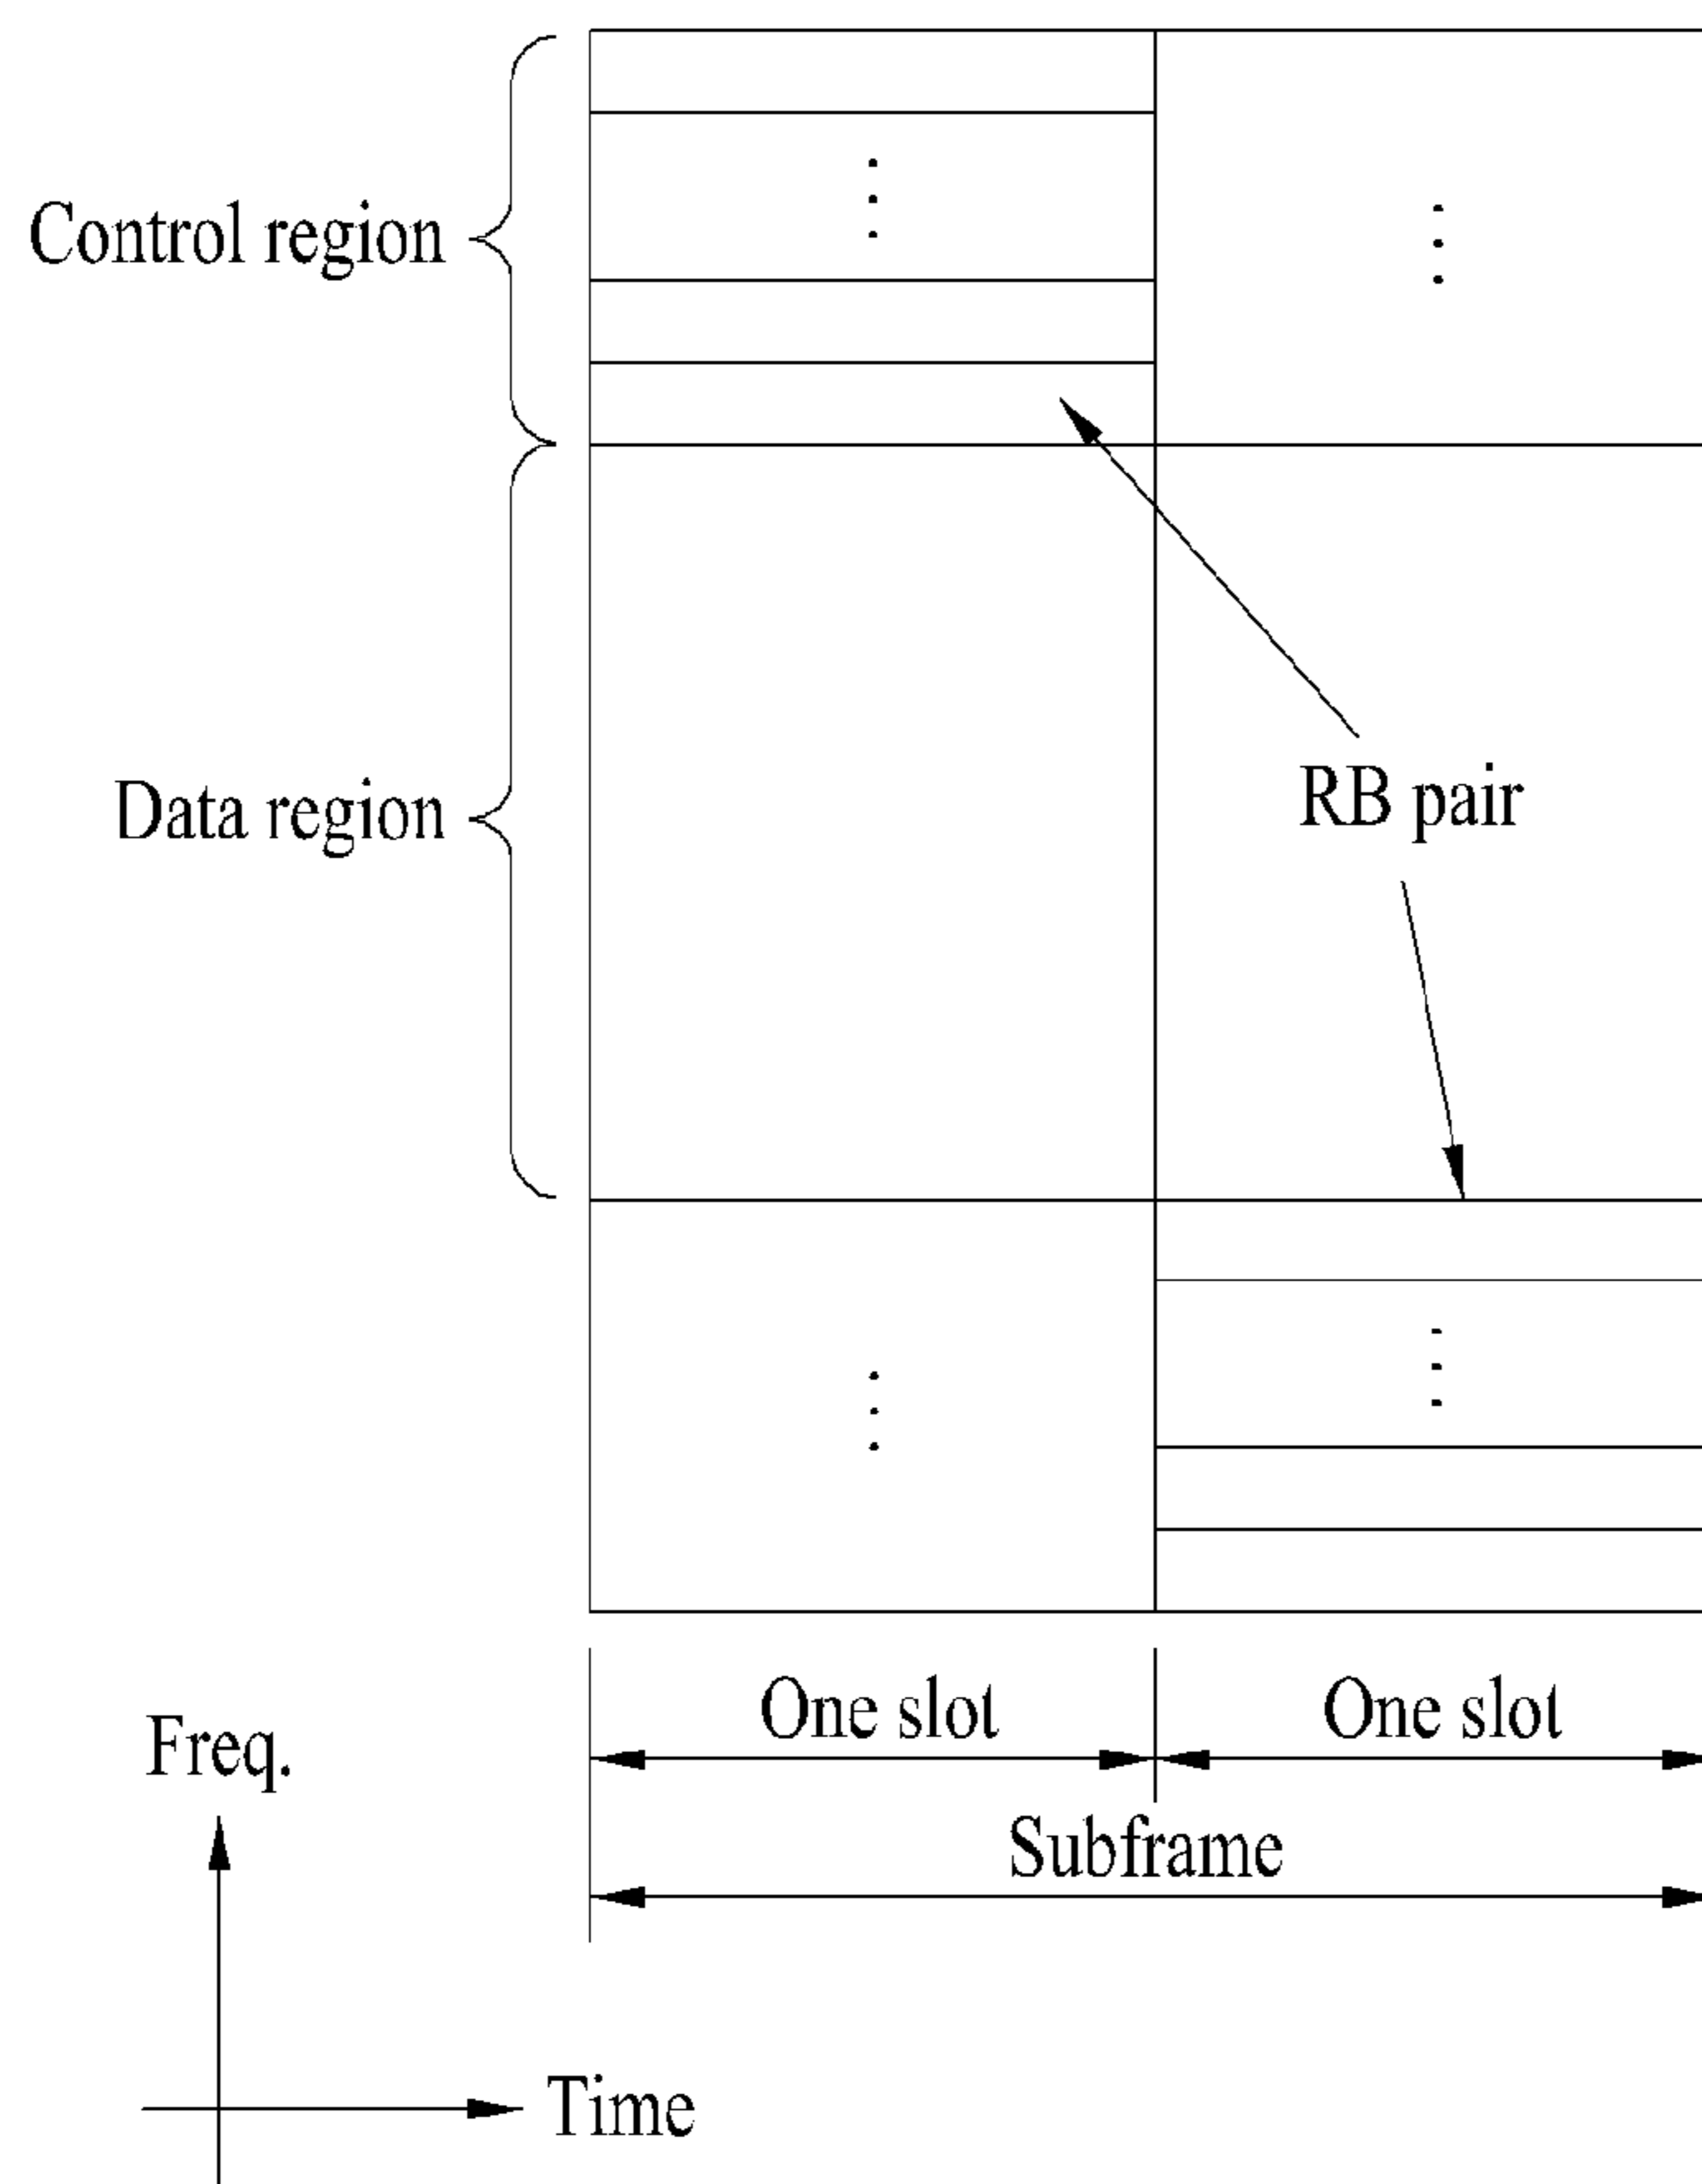 Control region
Data region
RB pair
One slot
One slot
Subframe
Freq.
Time